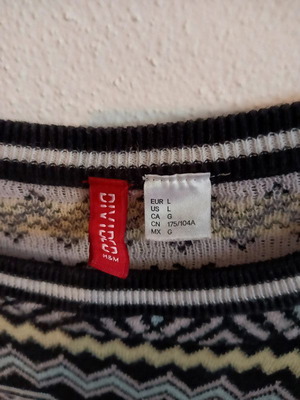 DIVIDED
H&M
EUR L
US L
CA G
CN 175/104A
MX G